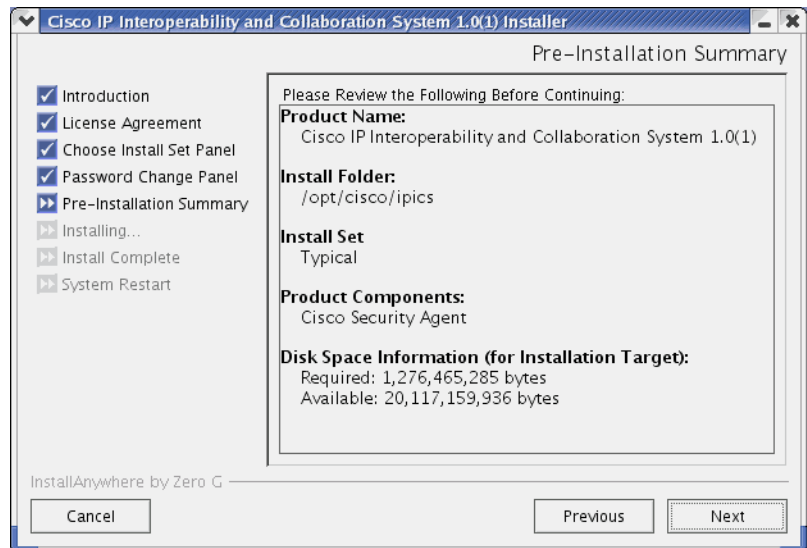 Cisco IP Interoperability and Collaboration System 1.0(1) Installer
Pre-Installation Summary
Introduction
License Agreement
Choose Install Set Panel
Password Change Panel
Pre-Installation Summary
Installing...
Install Complete
System Restart
Please Review the Following Before Continuing:
Product Name:
Cisco IP Interoperability and Collaboration System 1.0(1)
Install Folder:
/opt/cisco/ipics
Install Set
Typical
Product Components:
Cisco Security Agent
Disk Space Information (for Installation Target):
Required: 1,276,465,285 bytes
Available: 20,117,159,936 bytes
InstallAnywhere by Zero G
Cancel
Previous
Next